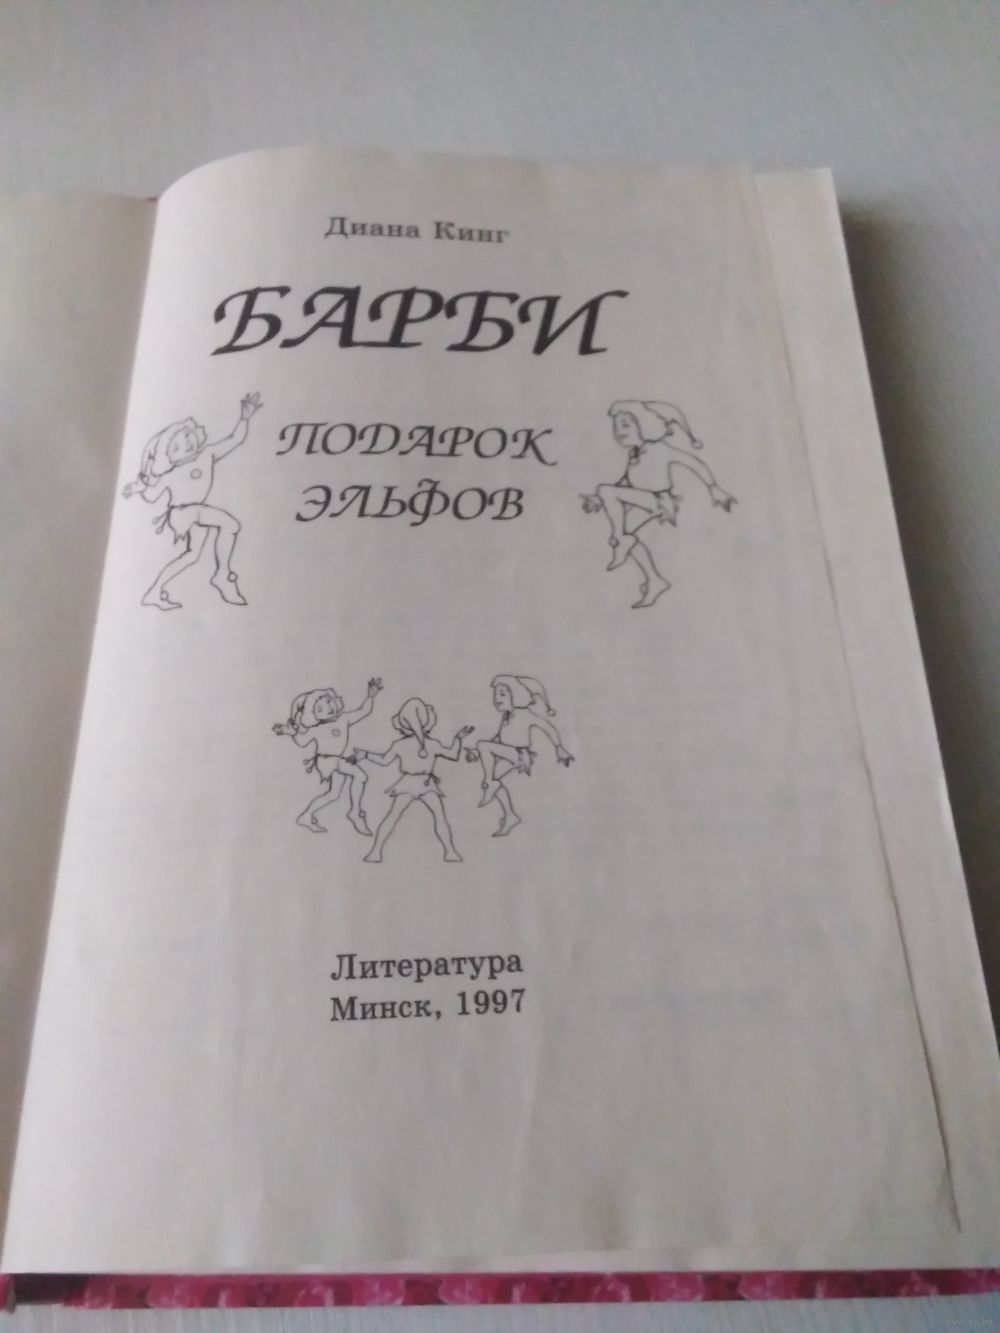 Диана Кинг
БАРБИ
ПОДАРОК
ЭЛЬФОВ
Литература
Минск, 1997